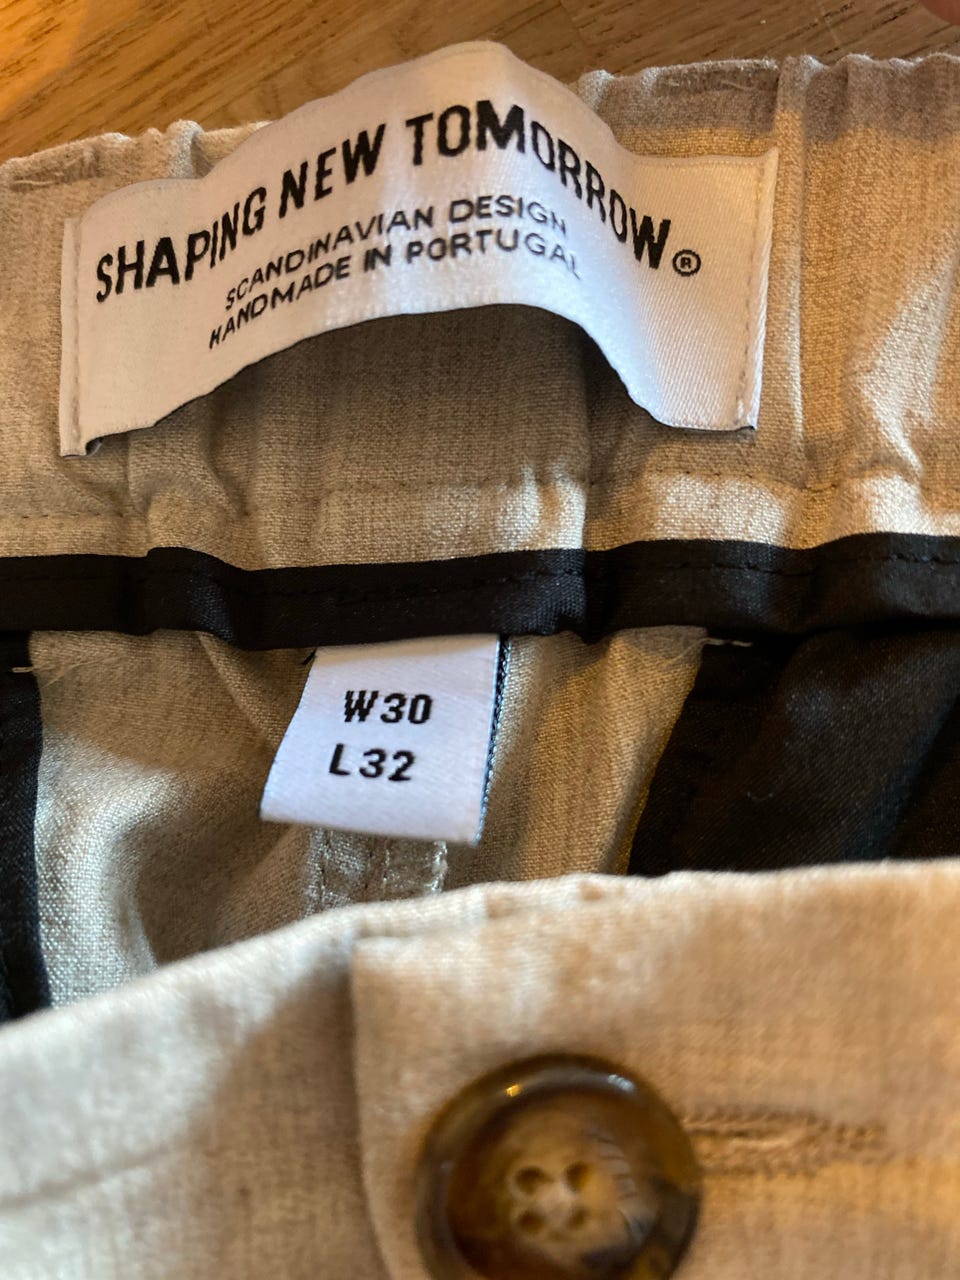 SHAPING NEW TOMORROW®
SCANDINAVIAN DESIGN
HANDMADE IN PORTUGAL
W30
L32